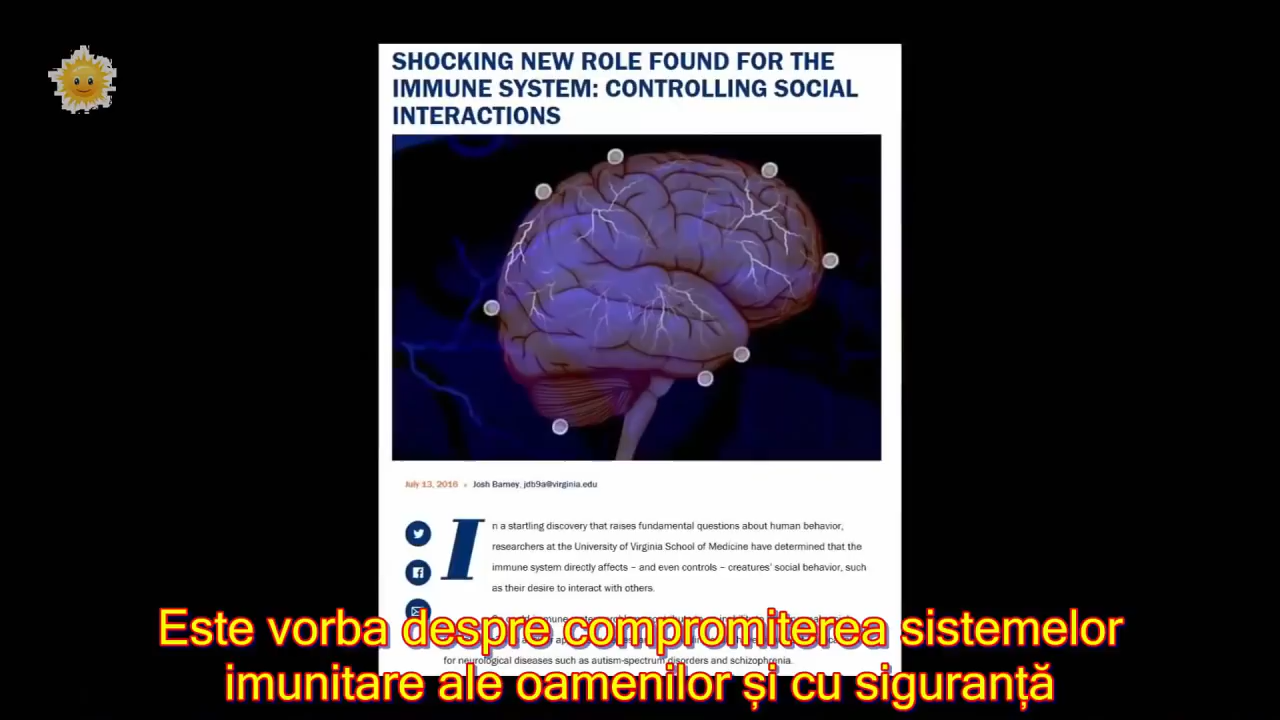 SHOCKING NEW ROLE FOUND FOR THE
IMMUNE SYSTEM: CONTROLLING SOCIAL
INTERACTIONS
July 13, 2016 • Josh Barney, jdb9a@virginia.edu
In a startling discovery that raises fundamental questions about human behavior,
researchers at the University of Virginia School of Medicine have determined that the
immune system directly affects – and even controls – creatures' social behavior, such
as their desire to interact with others.
for neurological diseases such as autism-spectrum disorders and schizophrenia.
Este vorba despre compromiterea sistemelor
imunitare ale oamenilor și cu siguranță